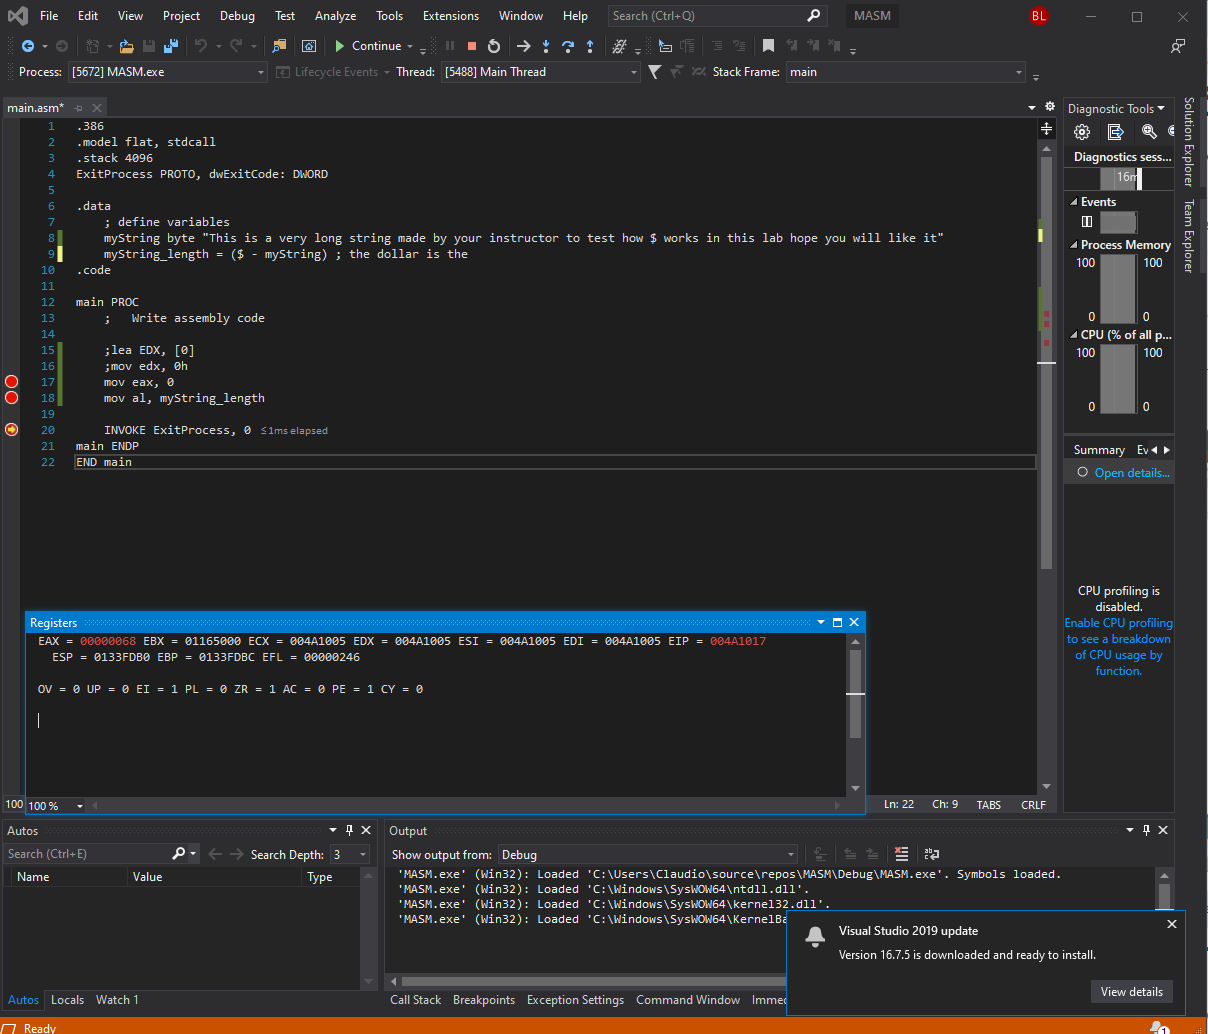 File Edit View Project Debug Test Analyze Tools Extensions Window Help Search (Ctrl+Q) MASM BL
Continue
Process: [5672] MASM.exe Lifecycle Events Thread: [5488] Main Thread Stack Frame: main
main.asm*
1 .386
2 .model flat, stdcall
3 .stack 4096
4 ExitProcess PROTO, dwExitCode: DWORD
5
6 .data
7 ; define variables
8 myString byte "This is a very long string made by your instructor to test how $ works in this lab hope you will like it"
9 myString_length = ($ - myString) ; the dollar is the
10 .code
11
12 main PROC
13 ; Write assembly code
14
15 ;lea EDX, [0]
16 ;mov edx, 0h
17 mov eax, 0
18 mov al, myString_length
19
20 INVOKE ExitProcess, 0 ≤1ms elapsed
21 main ENDP
22 END main
Diagnostic Tools
Diagnostics sess...
16m
Events
Process Memory
100 100
0 0
CPU (% of all p...
100 100
0 0
Summary Ev
Open details...
CPU profiling is
disabled.
Enable CPU profiling
to see a breakdown
of CPU usage by
function.
Solution Explorer
Team Explorer
Registers
EAX = 00000068 EBX = 01165000 ECX = 004A1005 EDX = 004A1005 ESI = 004A1005 EDI = 004A1005 EIP = 004A1017
ESP = 0133FDB0 EBP = 0133FDBC EFL = 00000246
OV = 0 UP = 0 EI = 1 PL = 0 ZR = 1 AC = 0 PE = 1 CY = 0
100 100 %
Ln: 22 Ch: 9 TABS CRLF
Autos
Search (Ctrl+E) Search Depth: 3
Name Value Type
Autos Locals Watch 1
Output
Show output from: Debug
'MASM.exe' (Win32): Loaded 'C:\Users\Claudio\source\repos\MASM\Debug\MASM.exe'. Symbols loaded.
'MASM.exe' (Win32): Loaded 'C:\Windows\SysWOW64\ntdll.dll'.
'MASM.exe' (Win32): Loaded 'C:\Windows\SysWOW64\kernel32.dll'.
'MASM.exe' (Win32): Loaded 'C:\Windows\SysWOW64\KernelBa
Call Stack Breakpoints Exception Settings Command Window Immed
Visual Studio 2019 update
Version 16.7.5 is downloaded and ready to install.
View details
Ready
1